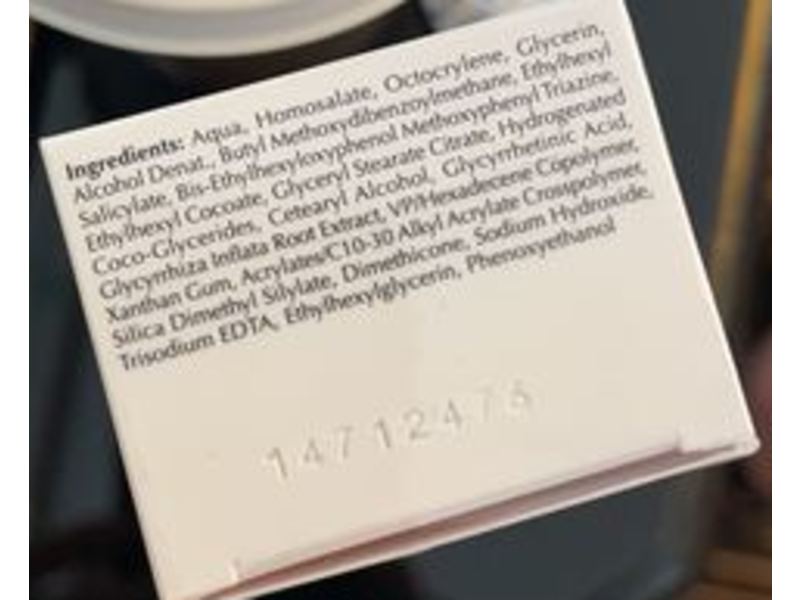 Ingredients: Aqua, Homosalate, Octocrylene, Glycerin,
Alcohol Denat., Butyl Methoxydibenzoylmethane, Ethylhexyl
Salicylate, Bis-Ethylhexyloxyphenol Methoxyphenyl Triazine,
Ethylhexyl Cocoate, Glyceryl Stearate Citrate, Hydrogenated
Coco-Glycerides, Cetearyl Alcohol, Glycyrrhetinic Acid,
Glycyrrhiza Inflata Root Extract, VP/Hexadecene Copolymer,
Xanthan Gum, Acrylates/C10-30 Alkyl Acrylate Crosspolymer,
Silica Dimethyl Silylate, Dimethicone, Sodium Hydroxide,
Trisodium EDTA, Ethylhexylglycerin, Phenoxyethanol